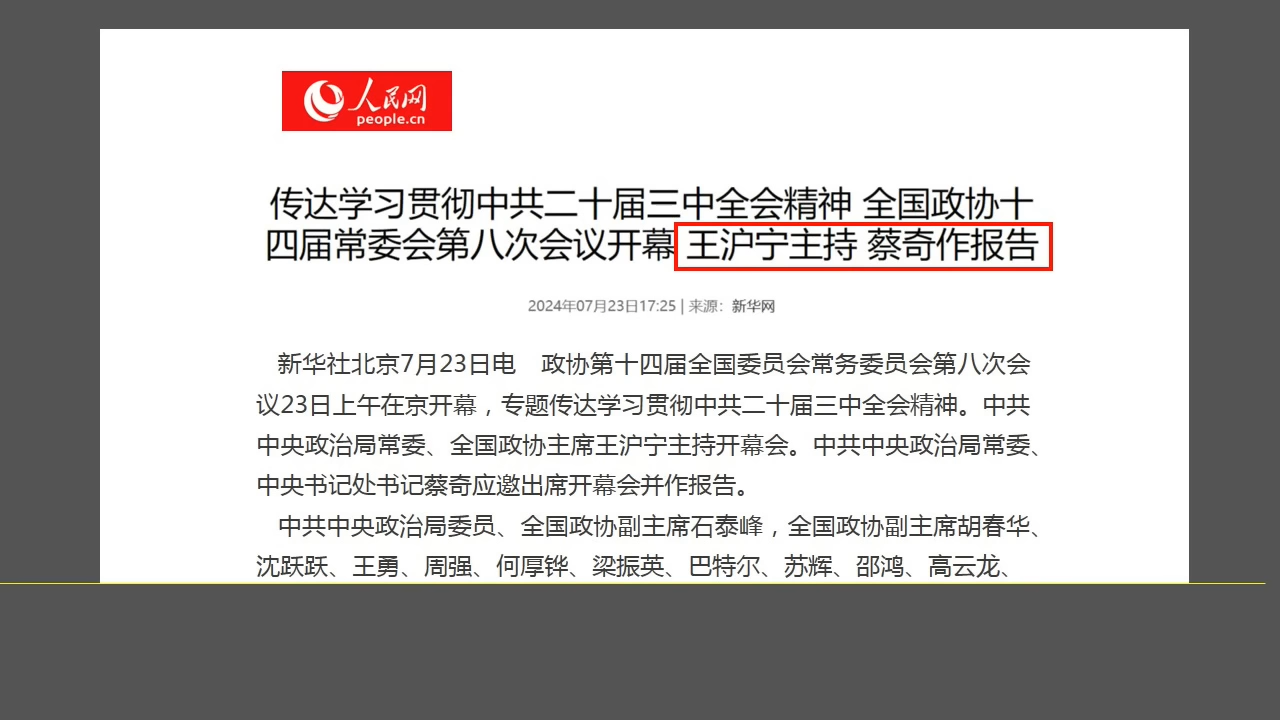 人民网
people.cn
传达学习贯彻中共二十届三中全会精神 全国政协十
四届常委会第八次会议开幕 王沪宁主持 蔡奇作报告
2024年07月23日17:25 | 来源：新华网
新华社北京7月23日电　政协第十四届全国委员会常务委员会第八次会
议23日上午在京开幕，专题传达学习贯彻中共二十届三中全会精神。中共
中央政治局常委、全国政协主席王沪宁主持开幕会。中共中央政治局常委、
中央书记处书记蔡奇应邀出席开幕会并作报告。
中共中央政治局委员、全国政协副主席石泰峰，全国政协副主席胡春华、
沈跃跃、王勇、周强、何厚铧、梁振英、巴特尔、苏辉、邵鸿、高云龙、